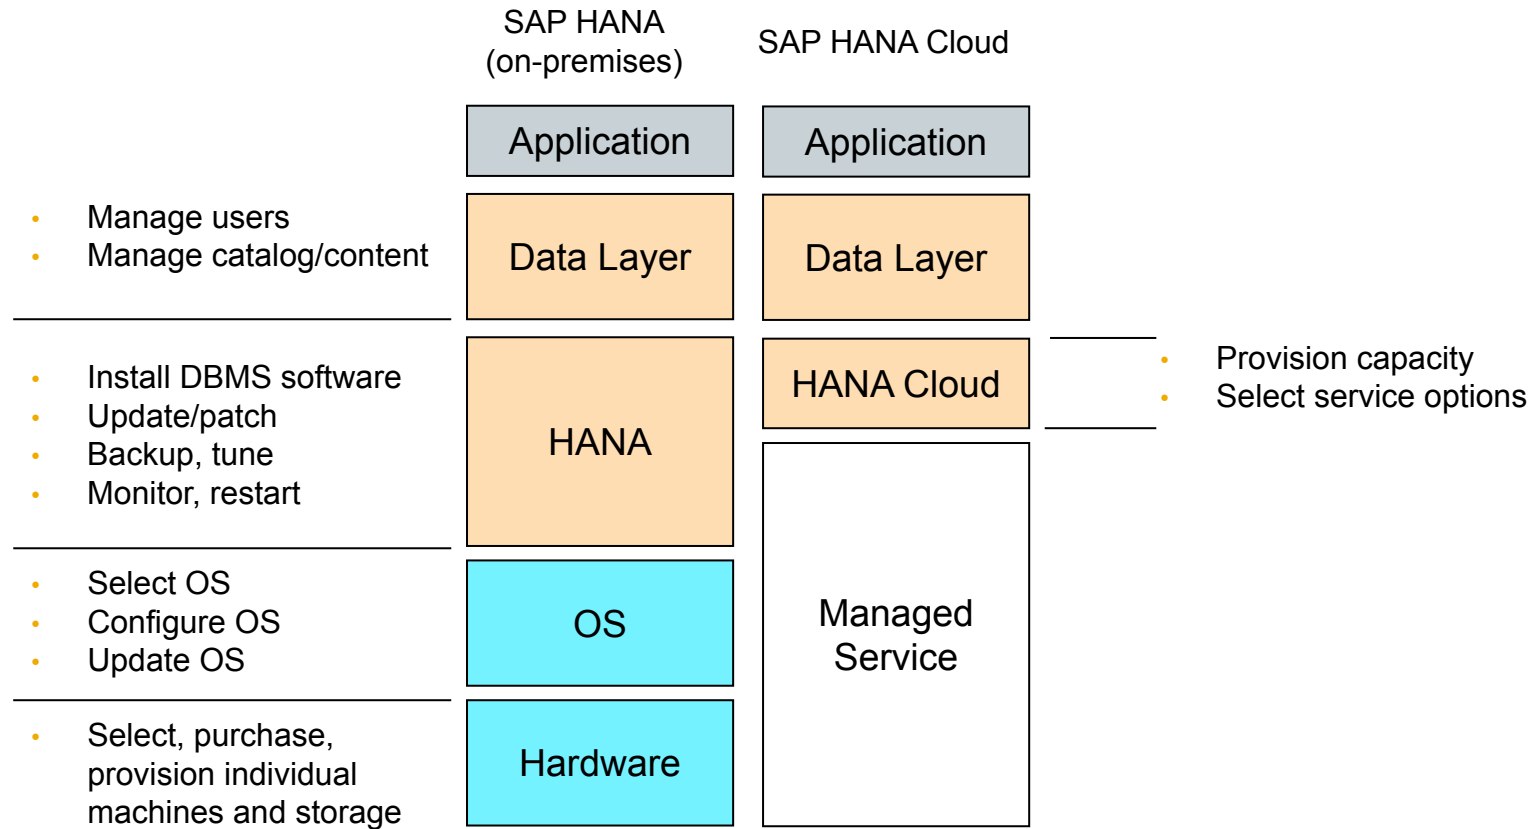 SAP HANA
(on-premises)
SAP HANA Cloud
Application
Application
• Manage users
• Manage catalog/content
Data Layer
Data Layer
• Install DBMS software
• Update/patch
• Backup, tune
• Monitor, restart
HANA
HANA Cloud
• Provision capacity
• Select service options
• Select OS
• Configure OS
• Update OS
OS
Managed
Service
• Select, purchase,
provision individual
machines and storage
Hardware